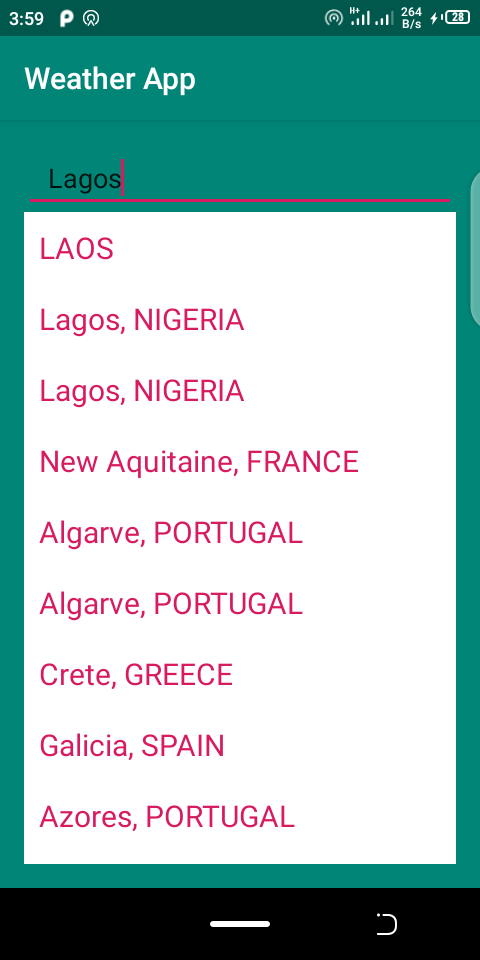 3:59
H+
264
B/s
28
Weather App
Lagos
LAOS
Lagos, NIGERIA
Lagos, NIGERIA
New Aquitaine, FRANCE
Algarve, PORTUGAL
Algarve, PORTUGAL
Crete, GREECE
Galicia, SPAIN
Azores, PORTUGAL